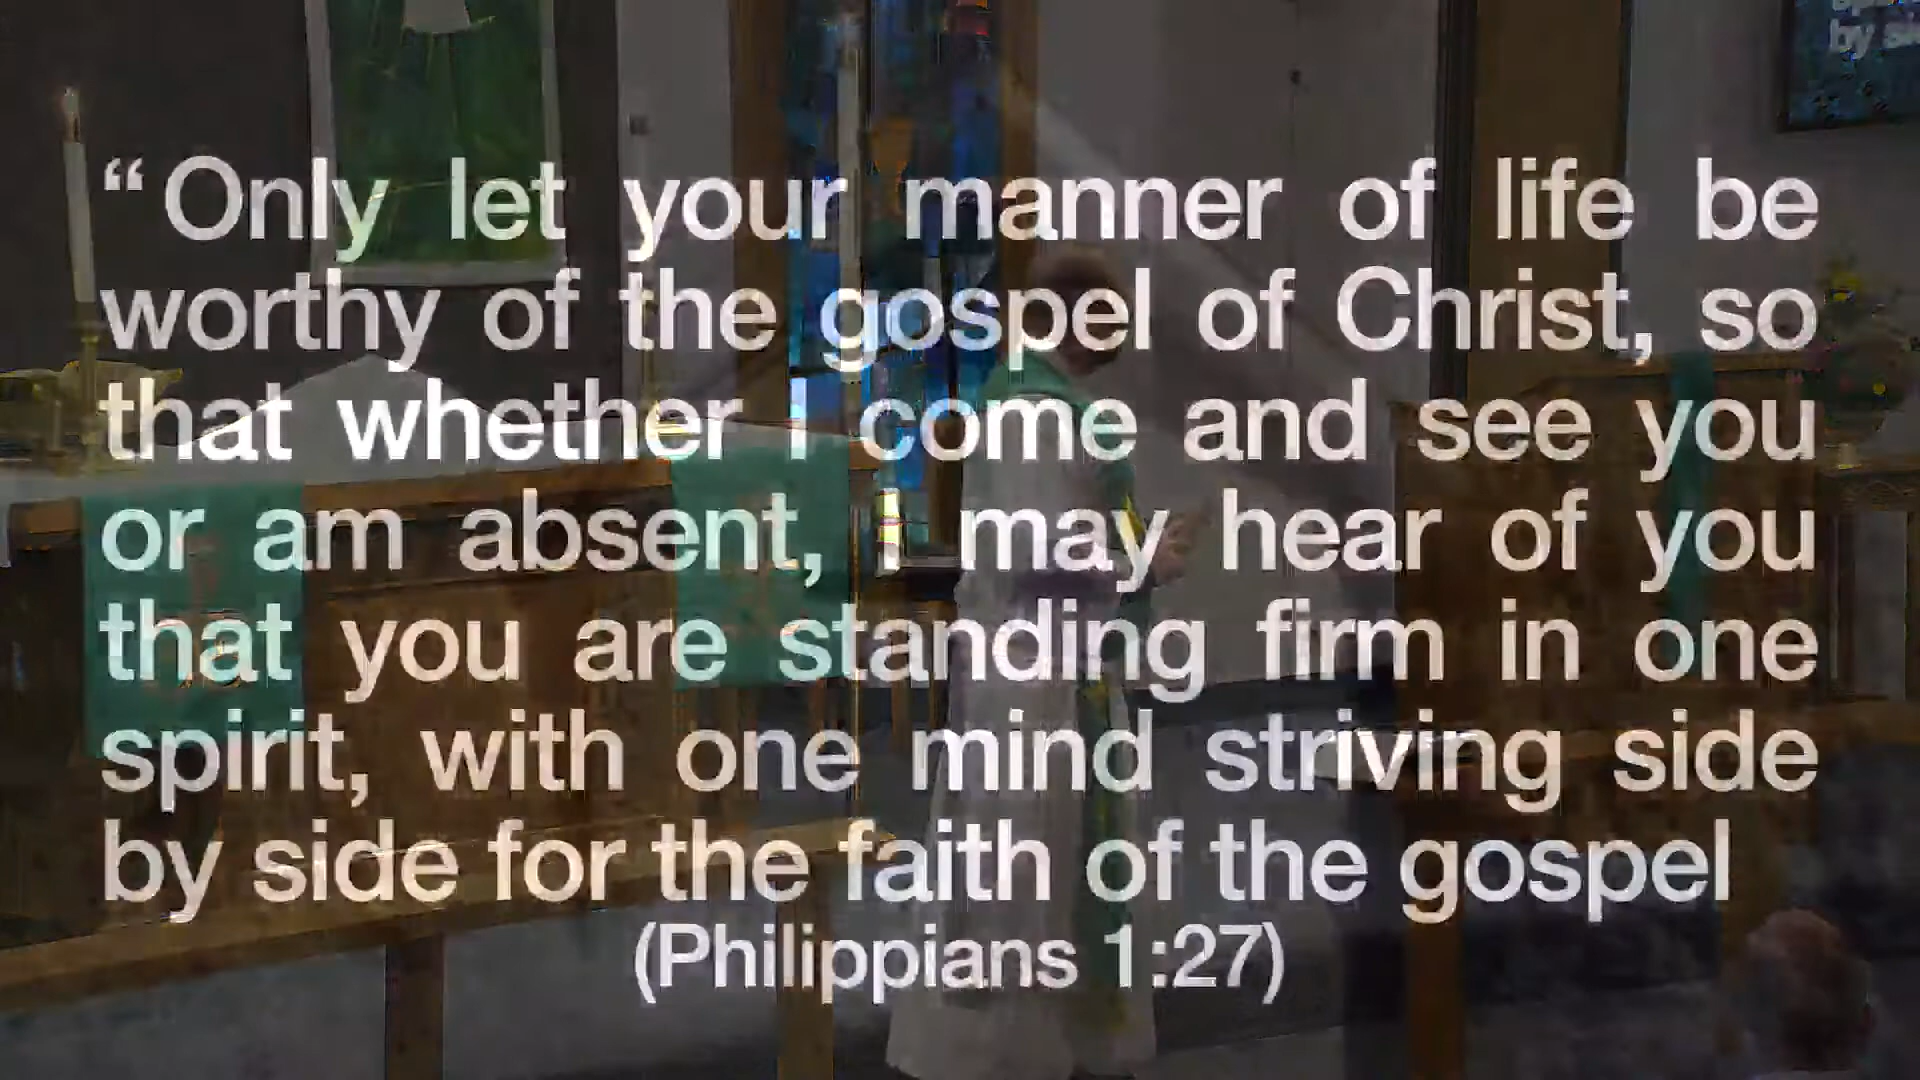 “Only let your manner of life be
worthy of the gospel of Christ, so
that whether I come and see you
or am absent, I may hear of you
that you are standing firm in one
spirit, with one mind striving side
by side for the faith of the gospel
(Philippians 1:27)
by si